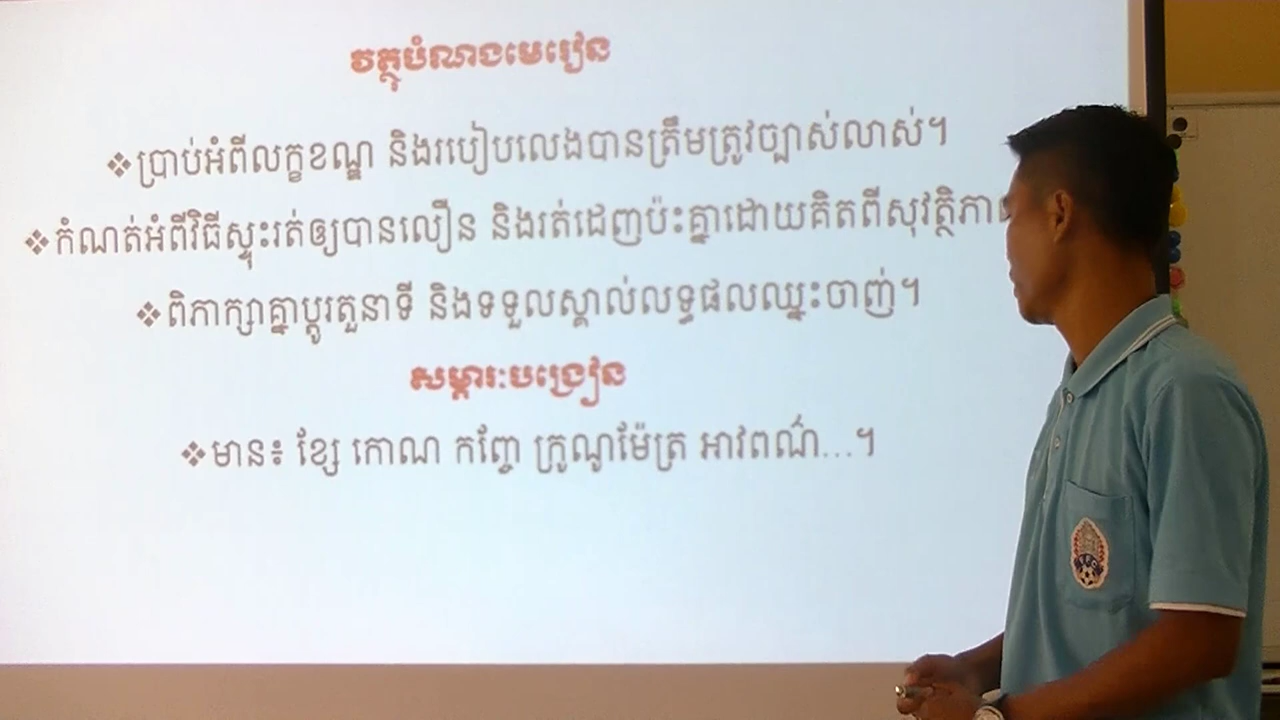 វត្ថុបំណងមេរៀន
❖ប្រាប់អំពីលក្ខខណ្ឌ និងរបៀបលេងបានត្រឹមត្រូវច្បាស់លាស់។
❖កំណត់អំពីវិធីស្ទុះរត់ឲ្យបានលឿន និងរត់ដេញប៉ះគ្នាដោយគិតពី
❖ពិភាក្សាគ្នាប្តូរតួនាទី និងទទួលស្គាល់លទ្ធផលឈ្នះចាញ់។
សម្ភារៈបង្រៀន
❖មាន៖ ខ្សែ កោណ កញ្ចែ ក្រូណូម៉ែត្រ អាវពណ៌...។